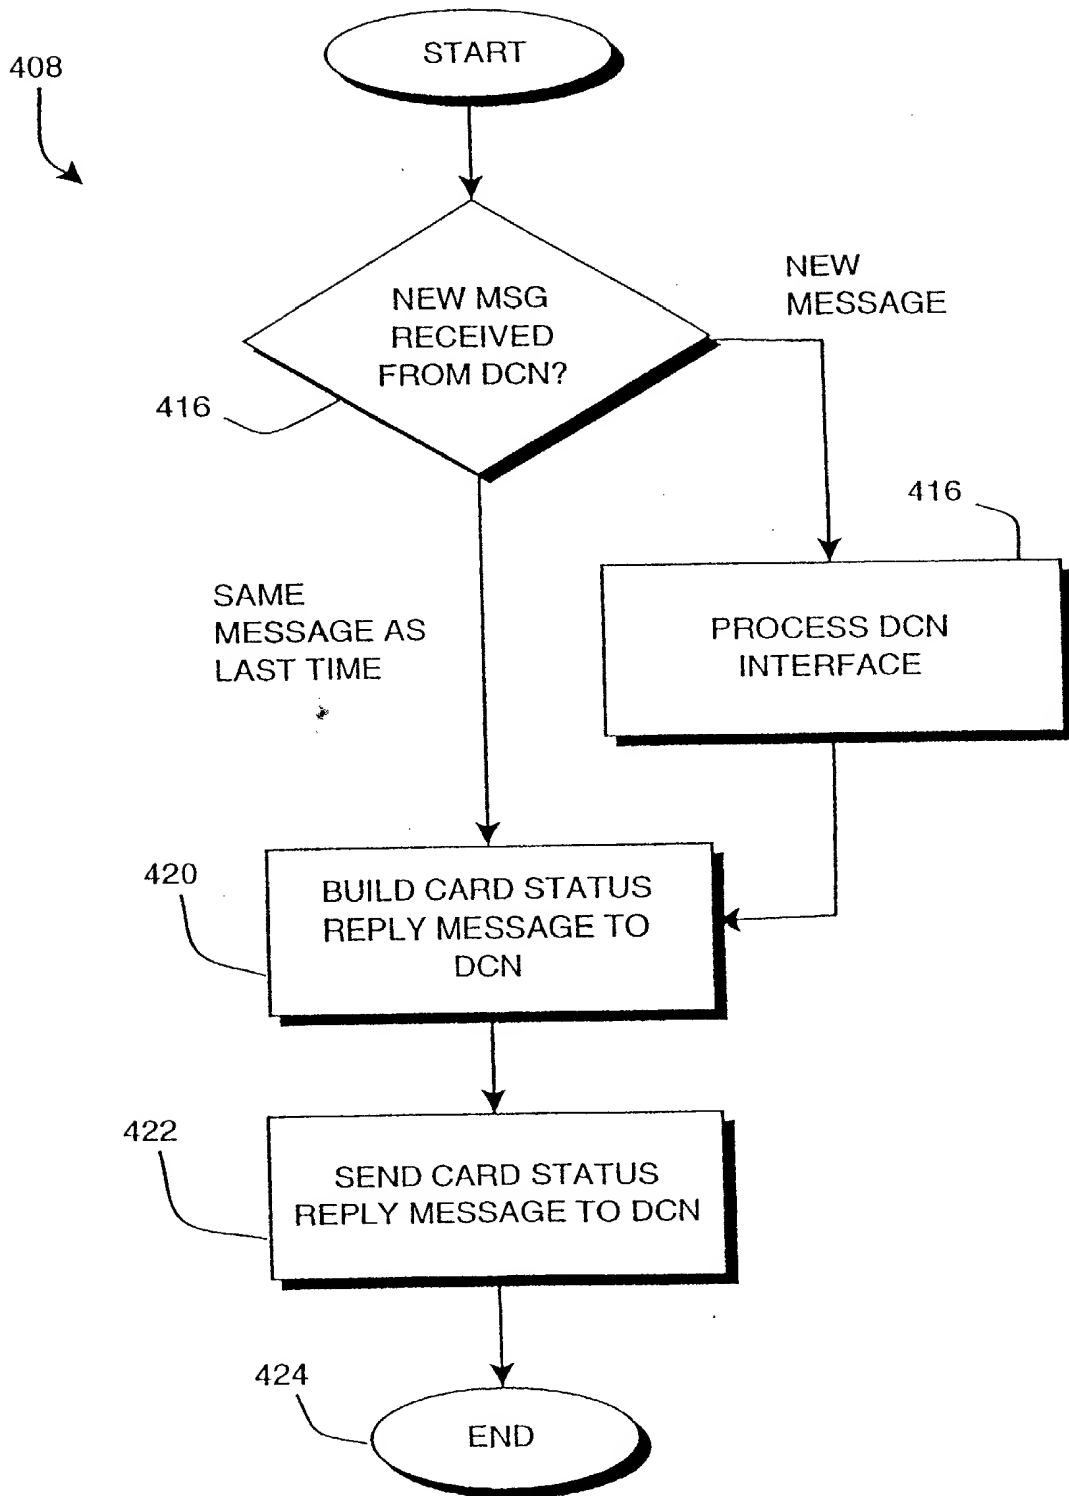 START
408
NEW MSG
RECEIVED
FROM DCN?
NEW
MESSAGE
416
416
SAME
MESSAGE AS
LAST TIME
PROCESS DCN
INTERFACE
420
BUILD CARD STATUS
REPLY MESSAGE TO
DCN
422
SEND CARD STATUS
REPLY MESSAGE TO DCN
424
END